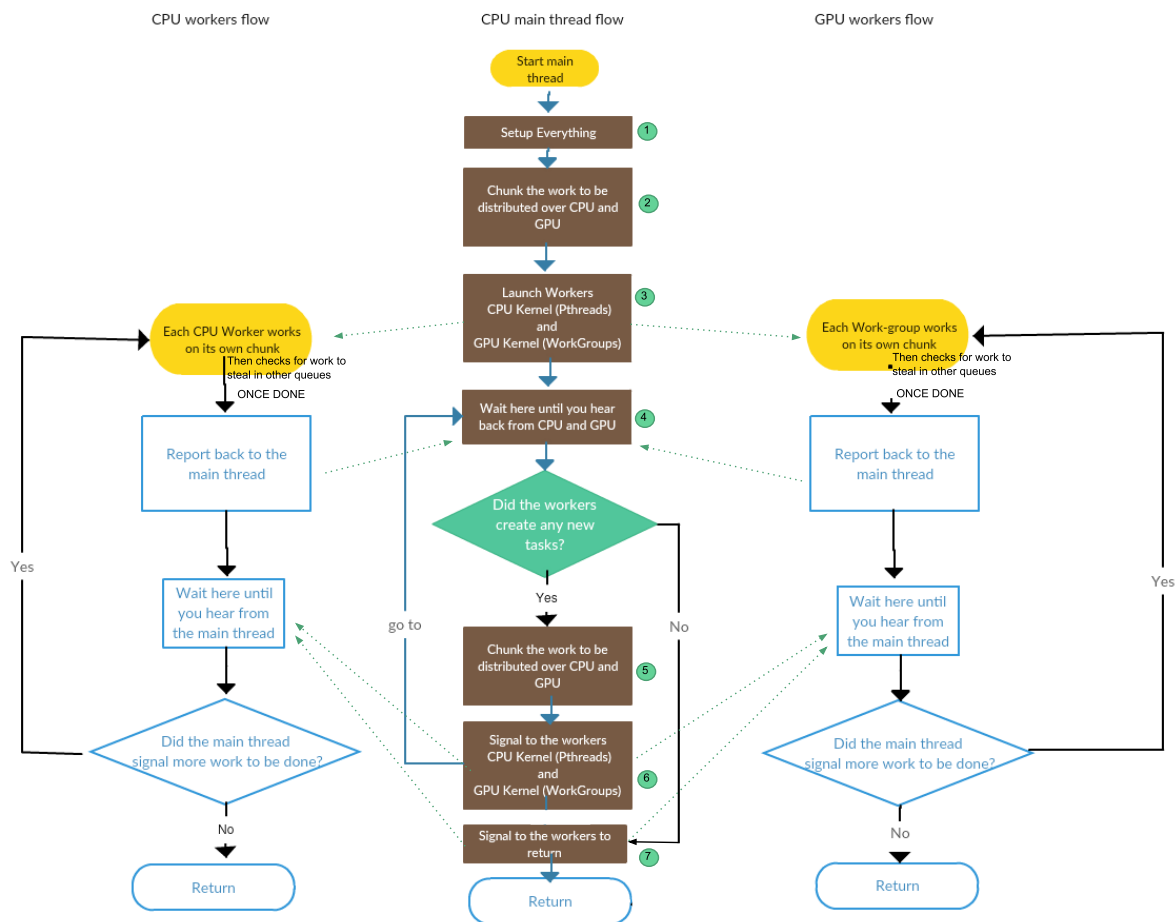 CPU workers flow
CPU main thread flow
GPU workers flow
Start main
thread
Setup Everything
1
Chunk the work to be
distributed over CPU and
GPU
2
Launch Workers
CPU Kernel (Pthreads)
and
GPU Kernel (WorkGroups)
3
Each CPU Worker works
on its own chunk
Then checks for work to
steal in other queues
ONCE DONE
Each Work-group works
on its own chunk
Then checks for work to
steal in other queues
ONCE DONE
Wait here until you hear
back from CPU and GPU
4
Report back to the
main thread
Report back to the
main thread
Did the workers
create any new
tasks?
Yes
No
go to
Yes
Yes
Wait here until
you hear from
the main thread
Wait here until
you hear from
the main thread
Chunk the work to be
distributed over CPU and
GPU
5
Signal to the workers
CPU Kernel (Pthreads)
and
GPU Kernel (WorkGroups)
6
Did the main thread
signal more work to be done?
Did the main thread
signal more work to be done?
No
No
Signal to the workers to
return
7
Return
Return
Return